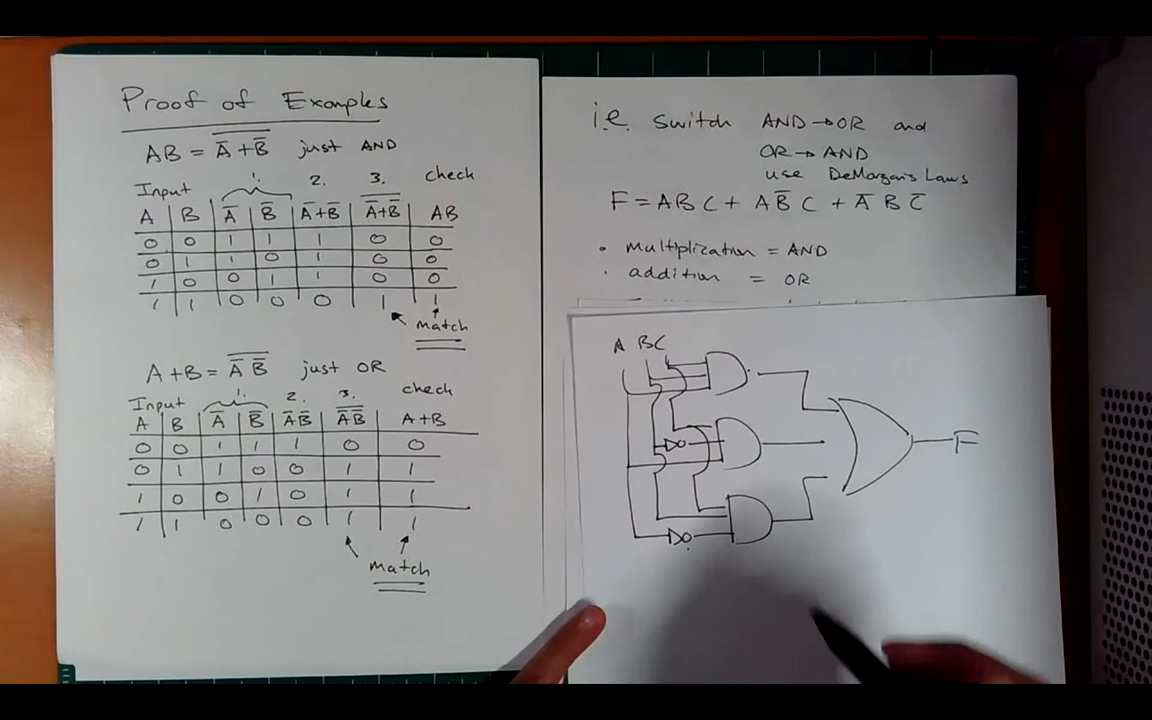 Proof of Examples
AB = \overline{A̅ + B̅} just AND
Input 1. 2. 3. check
A B A̅ B̅ A̅+B̅ \overline{A̅+B̅} AB
0 0 1 1 1 0 0
0 1 1 0 1 0 0
1 0 0 1 1 0 0
1 1 0 0 0 1 1
match
A+B = \overline{A̅ B̅} just OR
Input 1. 2. 3. check
A B A̅ B̅ A̅B̅ \overline{A̅B̅} A+B
0 0 1 1 1 0 0
0 1 1 0 0 1 1
1 0 0 1 0 1 1
1 1 0 0 0 1 1
match
i.e. switch AND→OR and
OR→AND
use DeMorgan's Laws
F = ABC + AB̅C + A̅BC̅
• multiplication = AND
• addition = OR
A B C
F